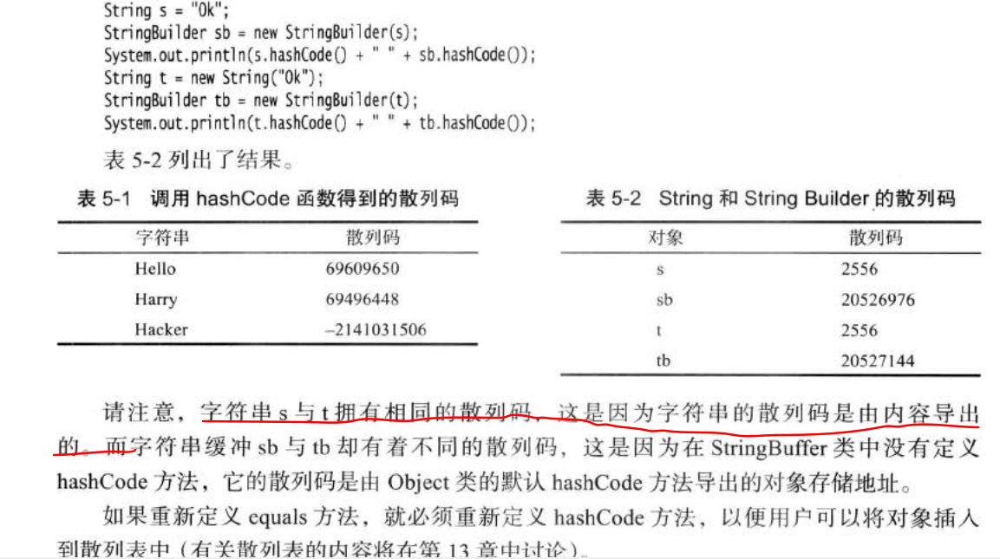 String s = "Ok";
StringBuilder sb = new StringBuilder(s);
System.out.println(s.hashCode() + " " + sb.hashCode());
String t = new String("Ok");
StringBuilder tb = new StringBuilder(t);
System.out.println(t.hashCode() + " " + tb.hashCode());
表 5-2 列出了结果。
表 5-1 调用 hashCode 函数得到的散列码
字符串 散列码
Hello 69609650
Harry 69496448
Hacker –2141031506
表 5-2 String 和 String Builder 的散列码
对象 散列码
s 2556
sb 20526976
t 2556
tb 20527144
请注意，字符串 s 与 t 拥有相同的散列码，这是因为字符串的散列码是由内容导出
的。而字符串缓冲 sb 与 tb 却有着不同的散列码，这是因为在 StringBuffer 类中没有定义
hashCode 方法，它的散列码是由 Object 类的默认 hashCode 方法导出的对象存储地址。
如果重新定义 equals 方法，就必须重新定义 hashCode 方法，以便用户可以将对象插入
到散列表中（有关散列表的内容将在第 13 章中讨论）。